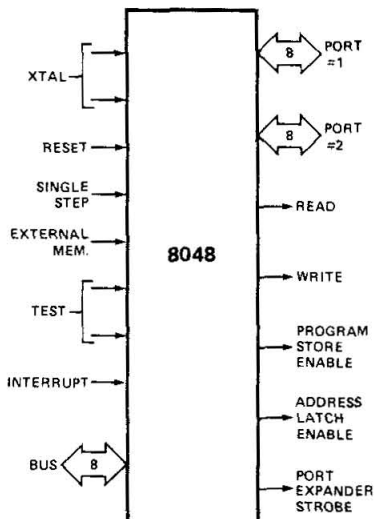 XTAL
RESET
SINGLE
STEP
EXTERNAL
MEM.
TEST
INTERRUPT
BUS
8
8048
8
PORT
=1
8
PORT
=2
READ
WRITE
PROGRAM
STORE
ENABLE
ADDRESS
LATCH
ENABLE
PORT
EXPANDER
STROBE